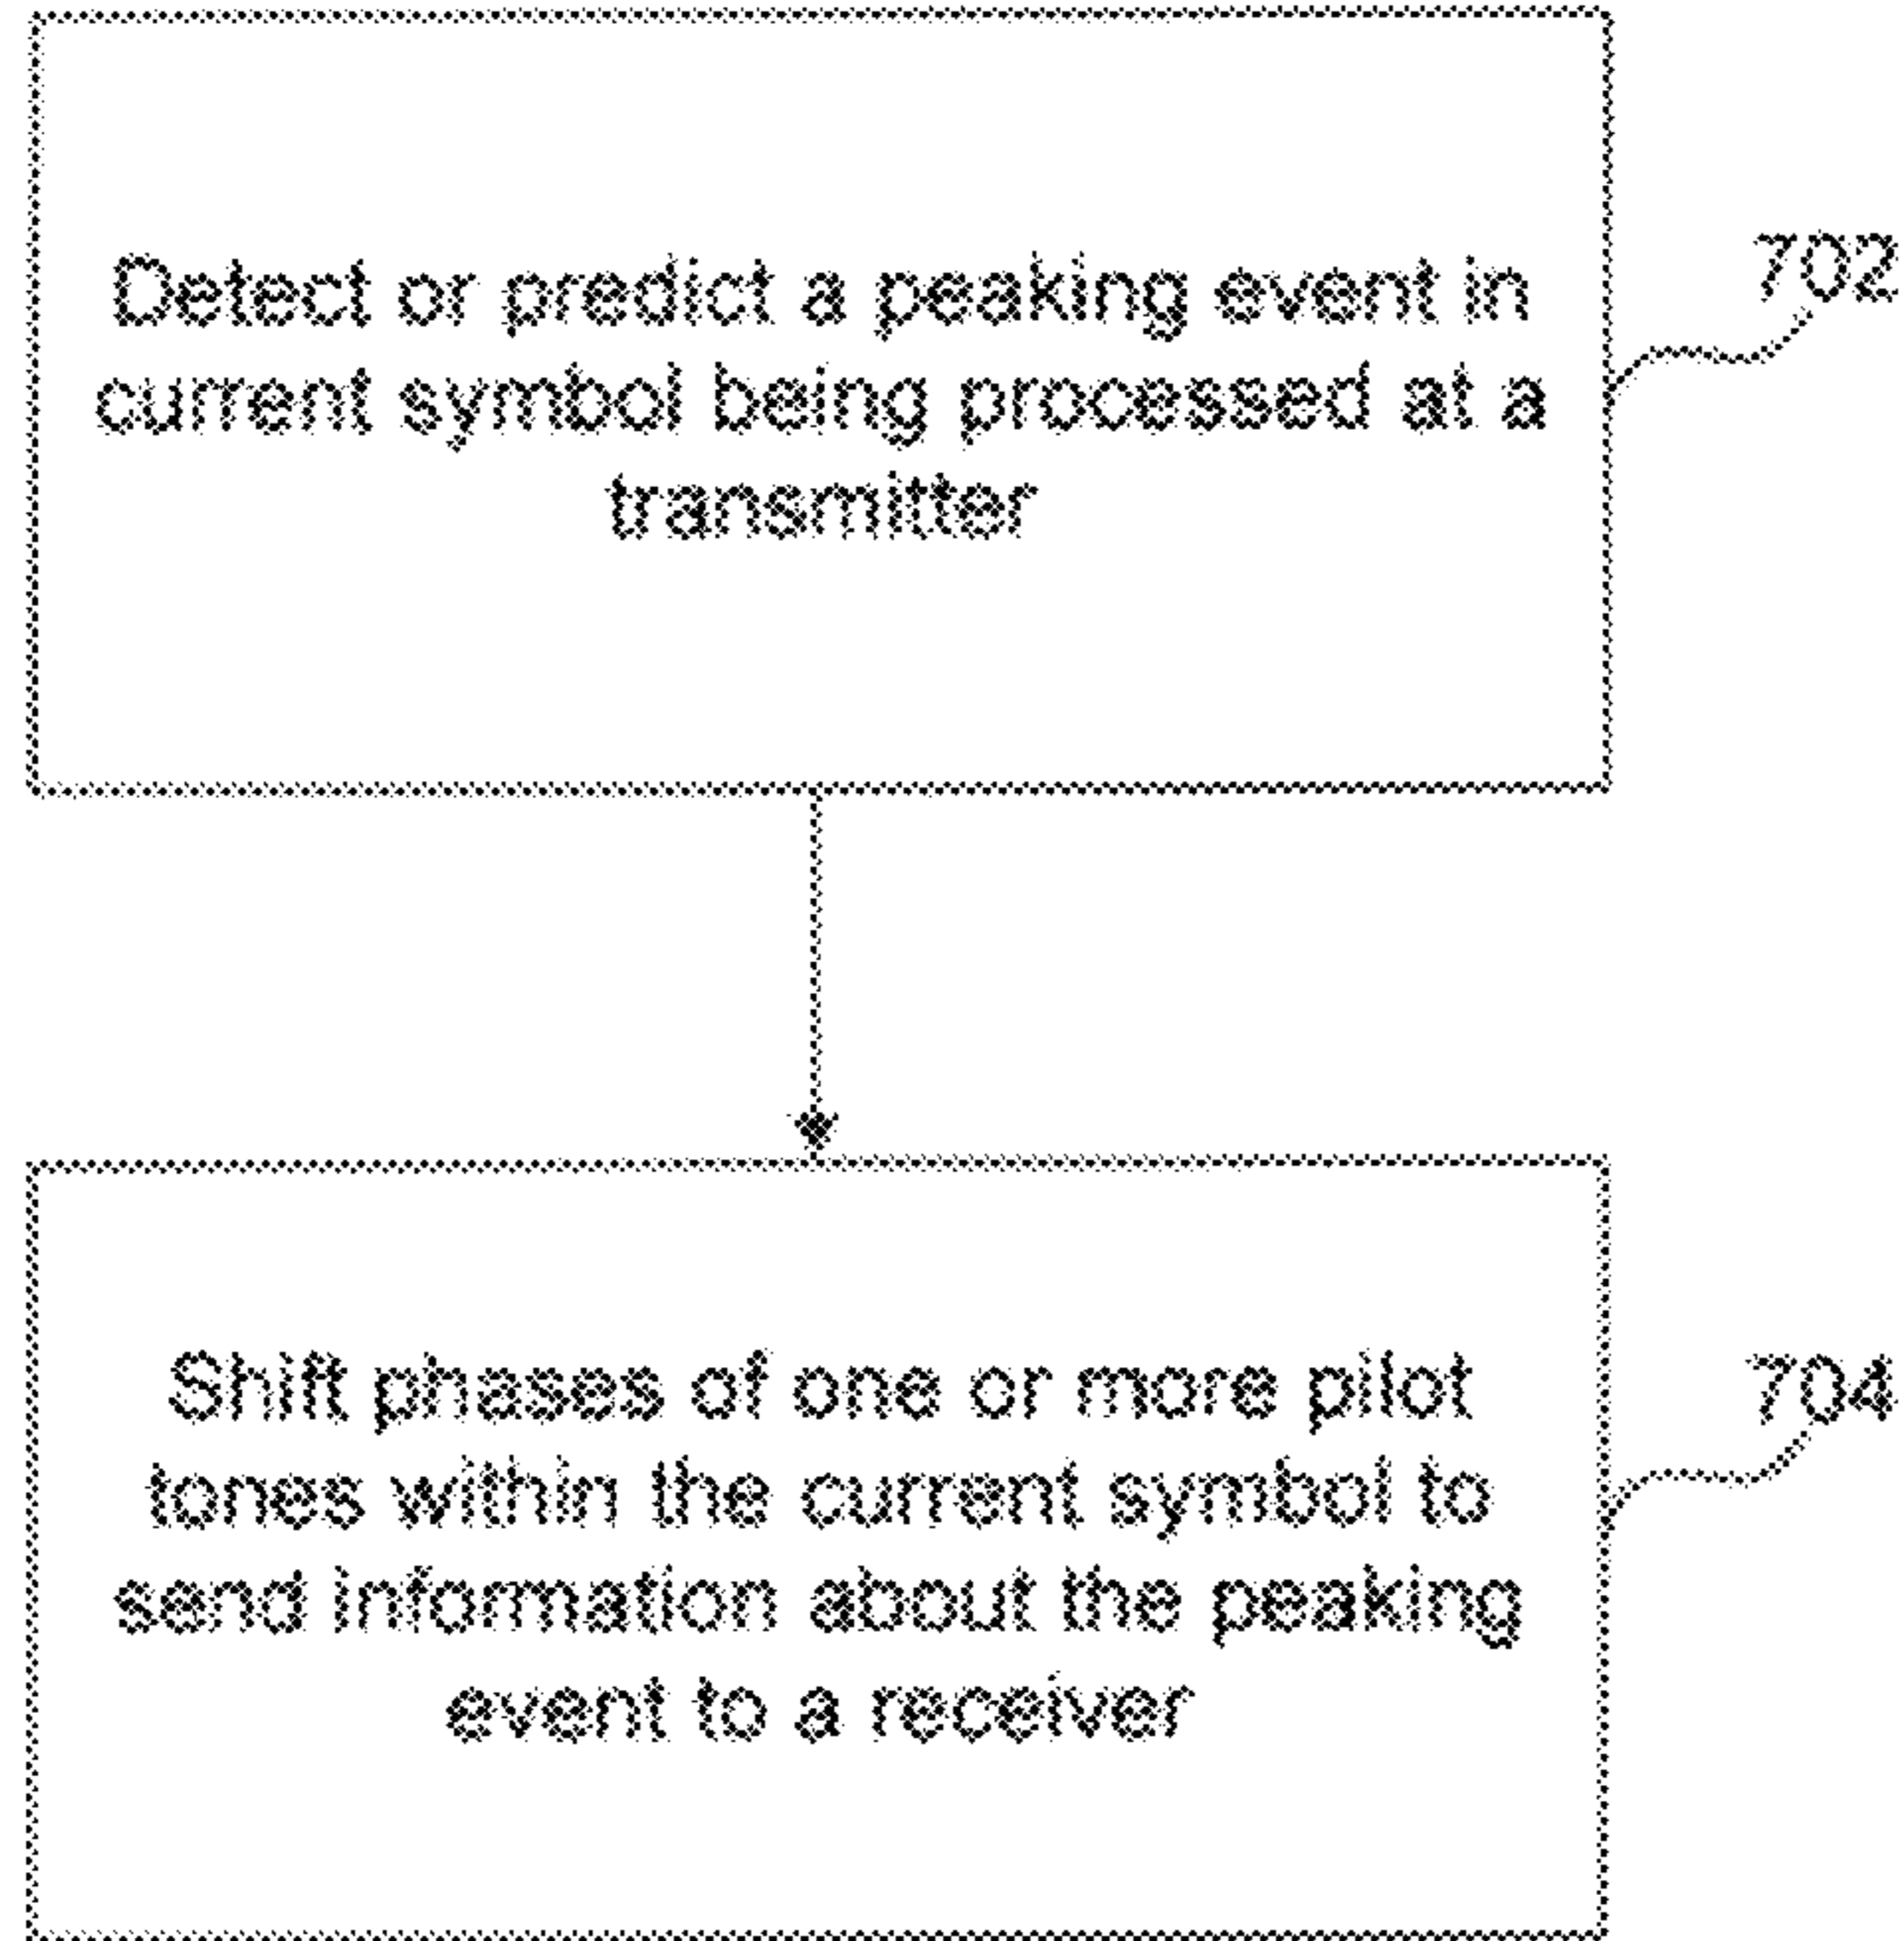 Detect or predict a peaking event in
current symbol being processed at a
transmitter
702
Shift phases of one or more pilot
tones within the current symbol to
send information about the peaking
event to a receiver
704